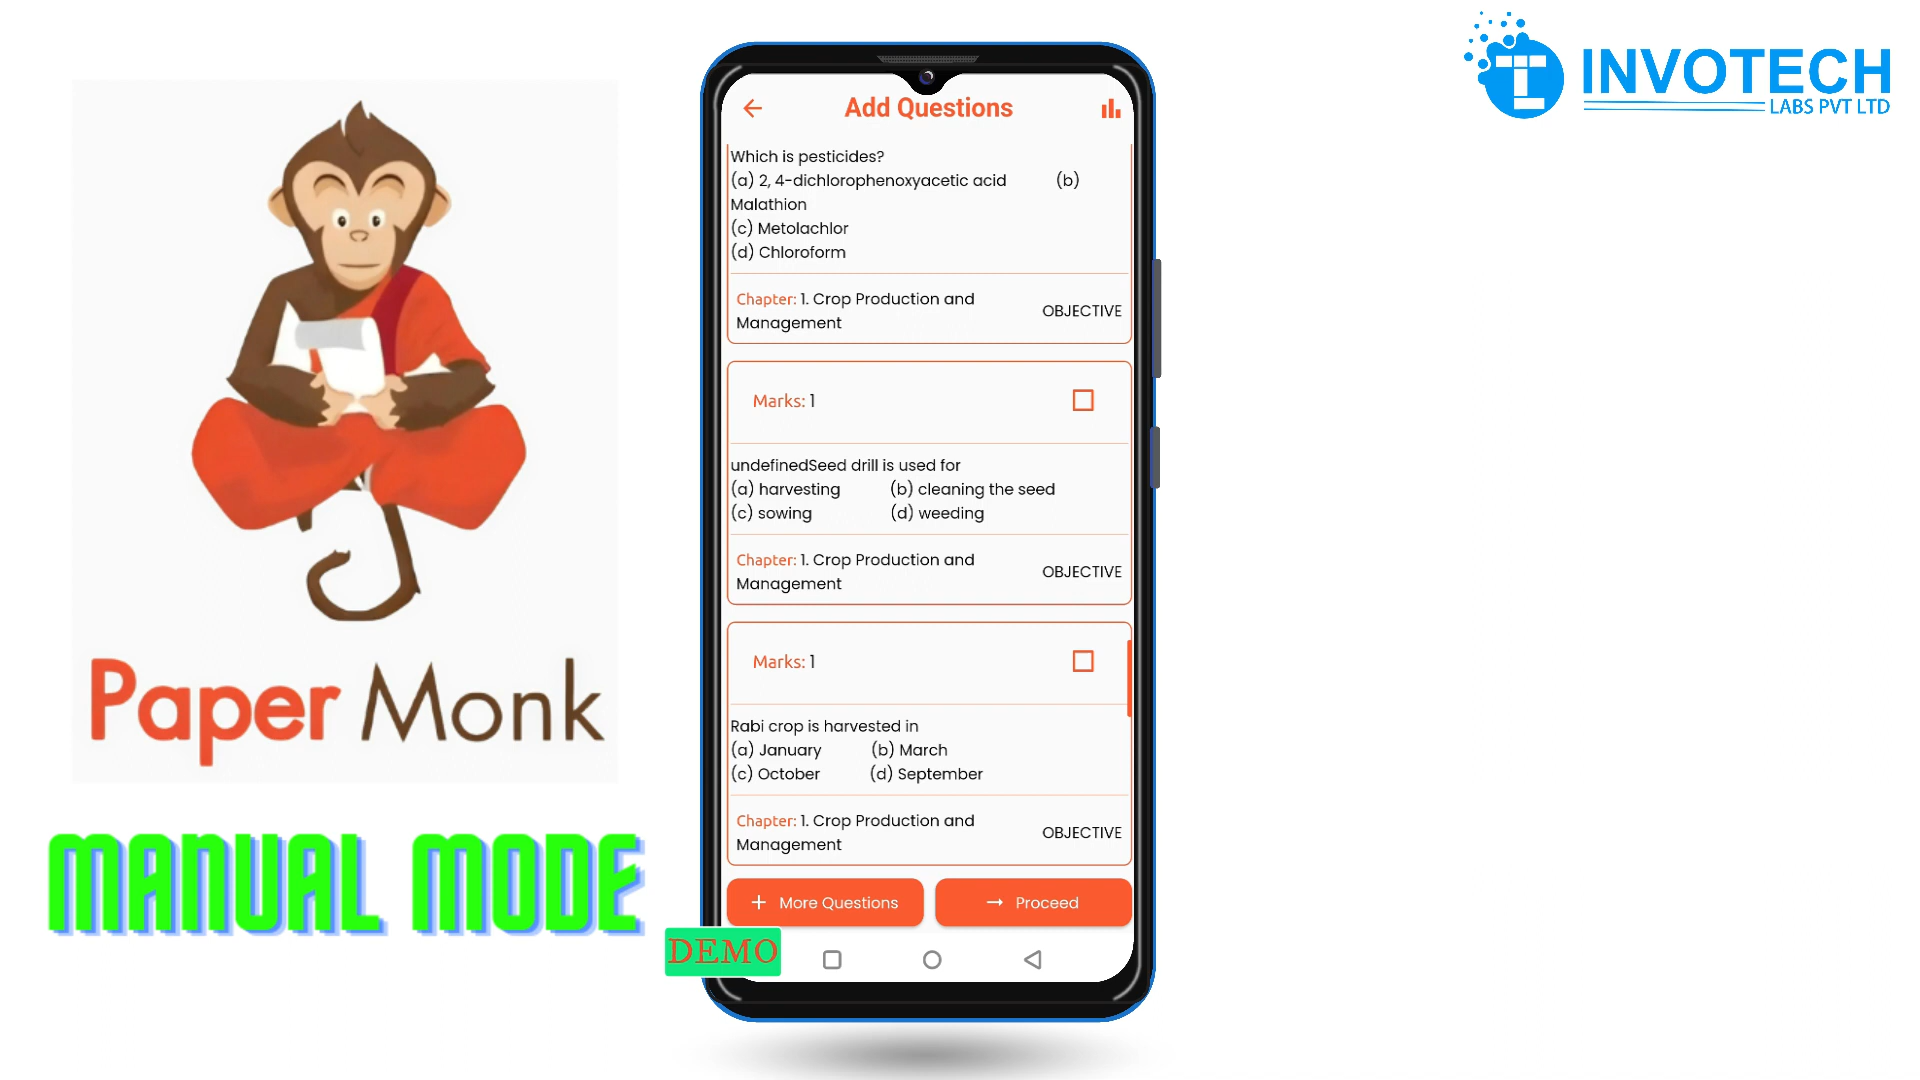 INVOTECH
LABS PVT LTD
Add Questions
Which is pesticides?
(a) 2, 4-dichlorophenoxyacetic acid (b)
Malathion
(c) Metolachlor
(d) Chloroform
Chapter: 1. Crop Production and
Management
OBJECTIVE
Marks: 1
undefinedSeed drill is used for
(a) harvesting (b) cleaning the seed
(c) sowing (d) weeding
Chapter: 1. Crop Production and
Management
OBJECTIVE
Marks: 1
Rabi crop is harvested in
(a) January (b) March
(c) October (d) September
Chapter: 1. Crop Production and
Management
OBJECTIVE
+ More Questions
→ Proceed
Paper Monk
MANUAL MODE
DEMO